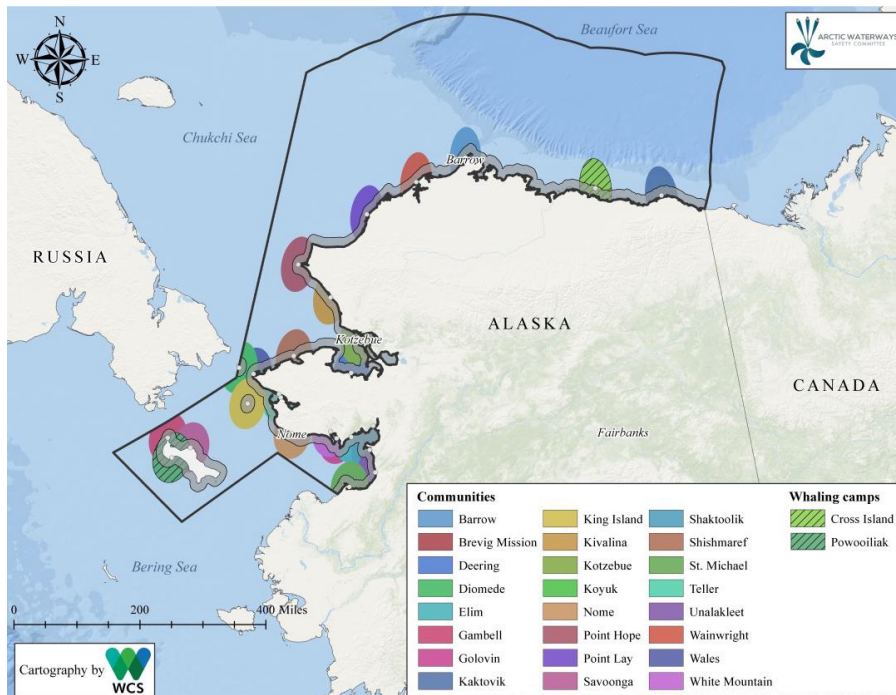 N
W E
S
Beaufort Sea
ARCTIC WATERWAYS
SAFETY COMMITTEE
Chukchi Sea
Barrow
RUSSIA
ALASKA
Kotzebue
CANADA
Nome
Fairbanks
Bering Sea
0 200 400 Miles
Cartography by
WCS
Communities
Barrow
Brevig Mission
Deering
Diomede
Elim
Gambell
Golovin
Kaktovik
King Island
Kivalina
Kotzebue
Koyuk
Nome
Point Hope
Point Lay
Savoonga
Shaktoolik
Shishmaref
St. Michael
Teller
Unalakleet
Wainwright
Wales
White Mountain
Whaling camps
Cross Island
Powooiliak